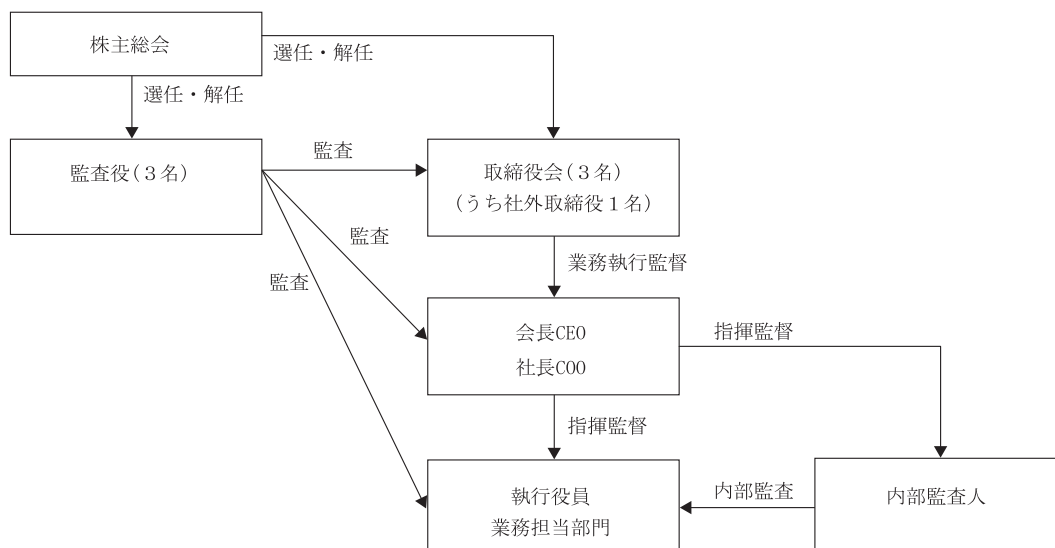 株主総会
選任・解任
選任・解任
監査役(３名)
監査
取締役会(３名)
(うち社外取締役１名)
監査
監査
業務執行監督
会長CEO
社長COO
指揮監督
指揮監督
執行役員
業務担当部門
内部監査
内部監査人